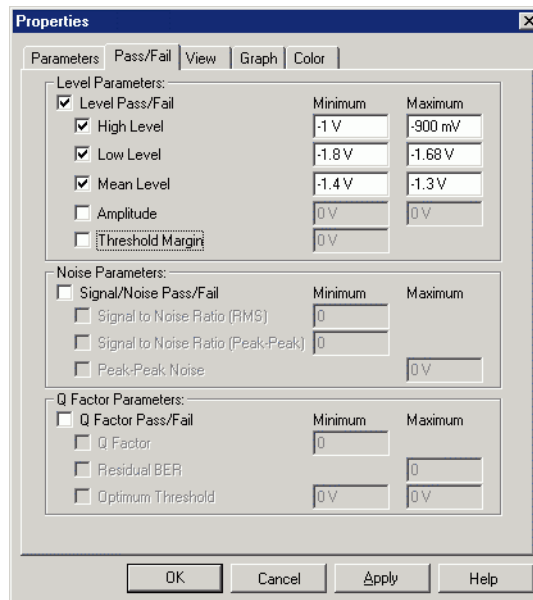 Properties
Parameters Pass/Fail View Graph Color
Level Parameters:
Level Pass/Fail Minimum Maximum
High Level -1 V -900 mV
Low Level -1.8 V -1.68 V
Mean Level -1.4 V -1.3 V
Amplitude 0 V 0 V
Threshold Margin 0 V
Noise Parameters:
Signal/Noise Pass/Fail Minimum Maximum
Signal to Noise Ratio (RMS) 0
Signal to Noise Ratio (Peak-Peak) 0
Peak-Peak Noise 0 V
Q Factor Parameters:
Q Factor Pass/Fail Minimum Maximum
Q Factor 0
Residual BER 0
Optimum Threshold 0 V 0 V
OK Cancel Apply Help